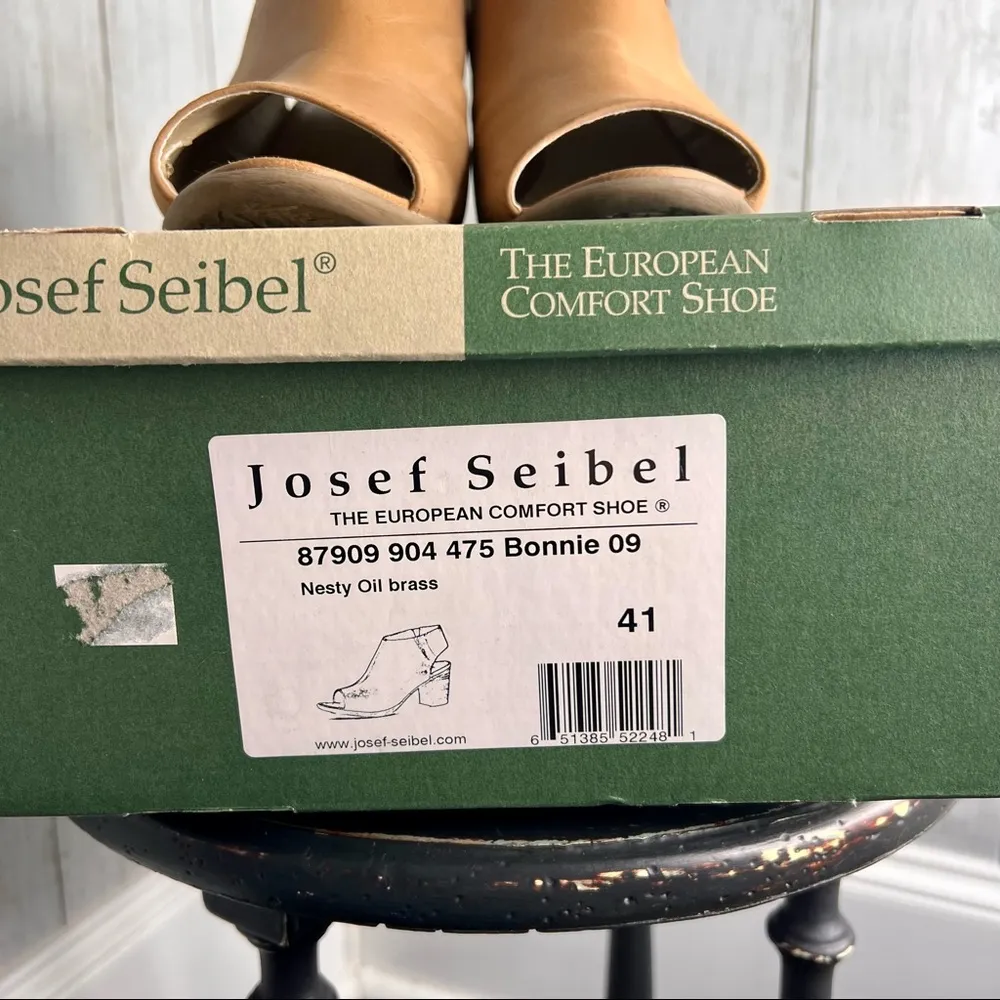 osef Seibel®
THE EUROPEAN
COMFORT SHOE
Josef Seibel
THE EUROPEAN COMFORT SHOE ®
87909 904 475 Bonnie 09
Nesty Oil brass
41
www.josef-seibel.com
6 51385 52248 1